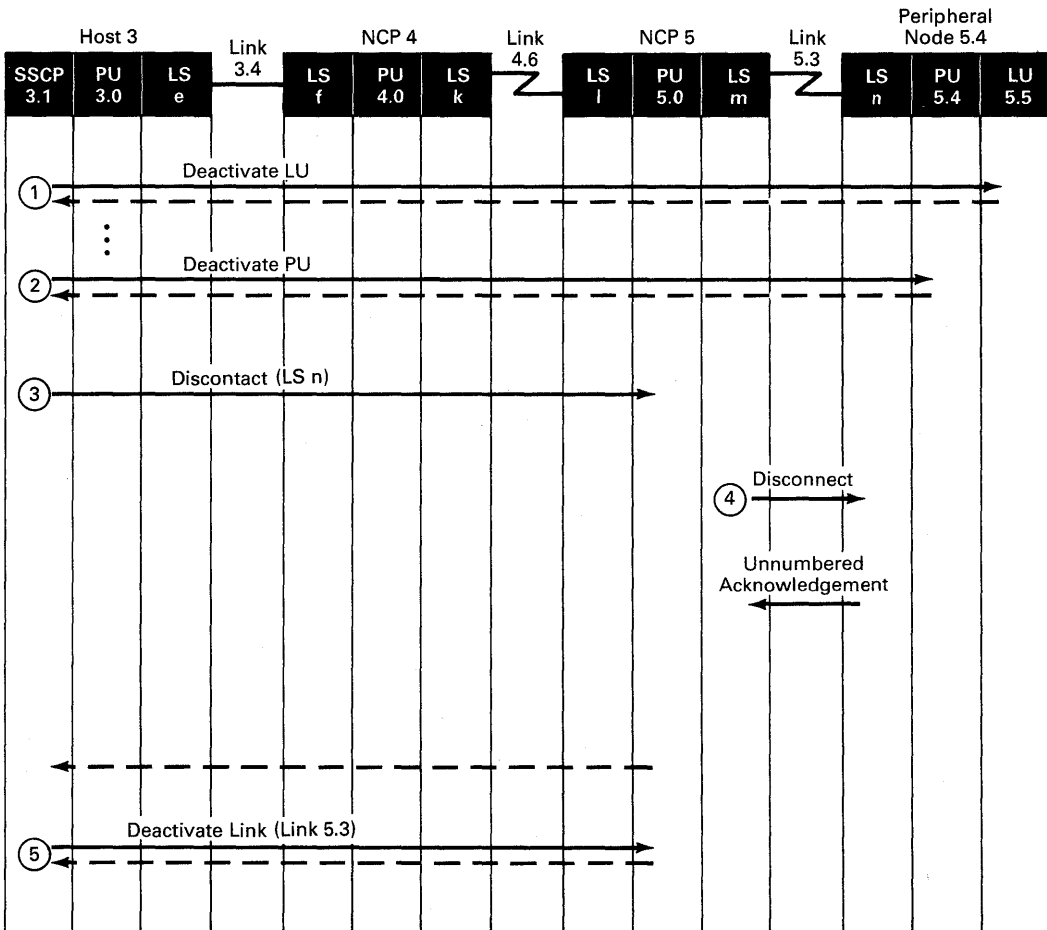 Host 3
Link
3.4
NCP 4
Link
4.6
NCP 5
Link
5.3
Peripheral
Node 5.4
SSCP
3.1
PU
3.0
LS
e
LS
f
PU
4.0
LS
k
LS
l
PU
5.0
LS
m
LS
n
PU
5.4
LU
5.5
1
Deactivate LU
2
Deactivate PU
3
Discontact (LS n)
4
Disconnect
Unnumbered
Acknowledgement
5
Deactivate Link (Link 5.3)